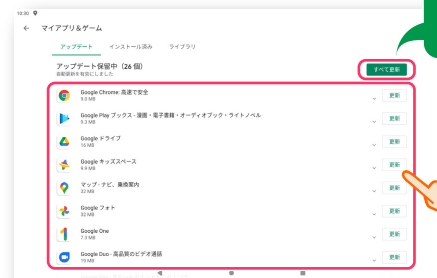 10:30
マイアプリ&ゲーム
アップデート インストール済み ライブラリ
アップデート保留中（26 個）
自動更新を有効にしました
すべて更新
Google Chrome: 高速で安全
9.0 MB
更新
Google Play ブックス - 漫画・電子書籍・オーディオブック・ライトノベル
9.3 MB
更新
Google ドライブ
16 MB
更新
Google キッズスペース
9.9 MB
更新
マップ - ナビ、乗換案内
33 MB
更新
Google フォト
32 MB
更新
Google One
7.3 MB
更新
Google Duo - 高品質のビデオ通話
19 MB
更新